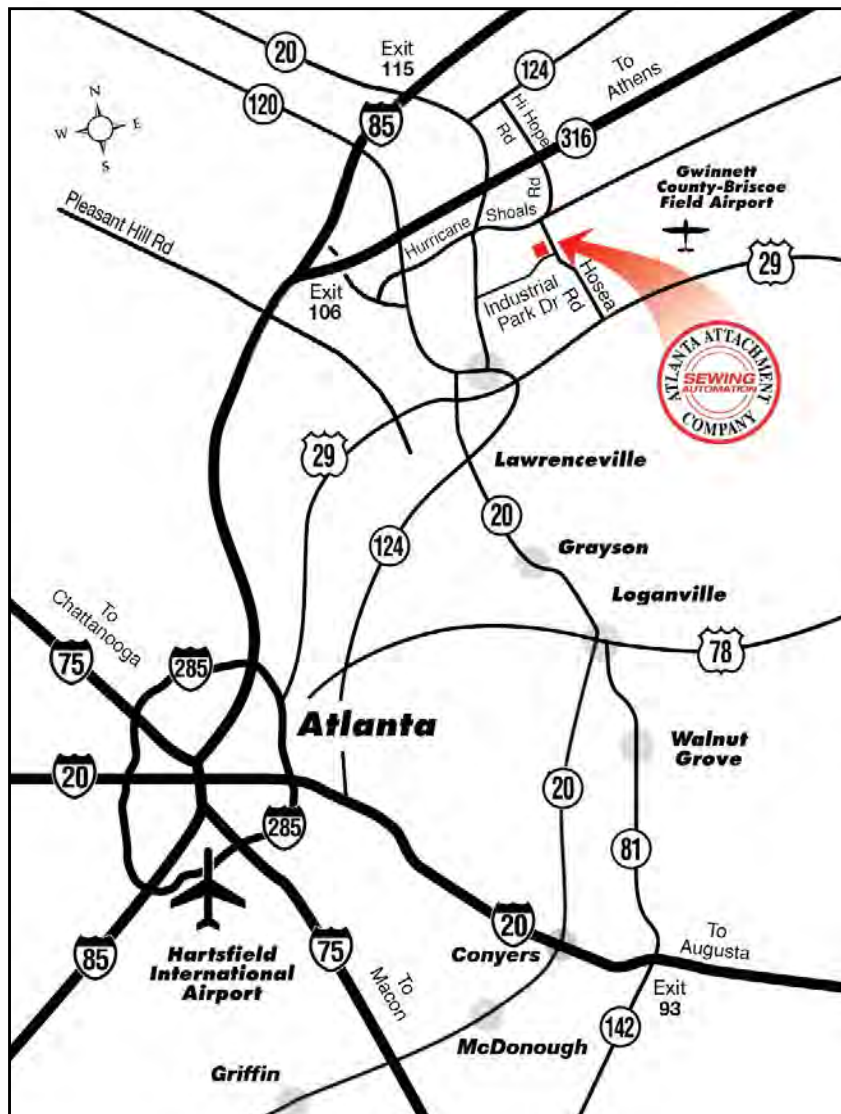 20
Exit
115
124
To
Athens
Hi Hope
Rd
120
85
316
N
W
E
S
Rd
Gwinnett
County-Briscoe
Field Airport
Pleasant Hill Rd
Hurricane
Shoals
29
Exit
106
Industrial
Park Dr
Hosea
Rd
ATLANTA ATTACHMENT
COMPANY
SEWING
AUTOMATION
29
Lawrenceville
20
124
Grayson
Loganville
To
Chattanooga
75
285
78
Atlanta
Walnut
Grove
20
20
285
81
20
To
Augusta
85
Hartsfield
International
Airport
75
To
Macon
Conyers
Exit
93
142
McDonough
Griffin